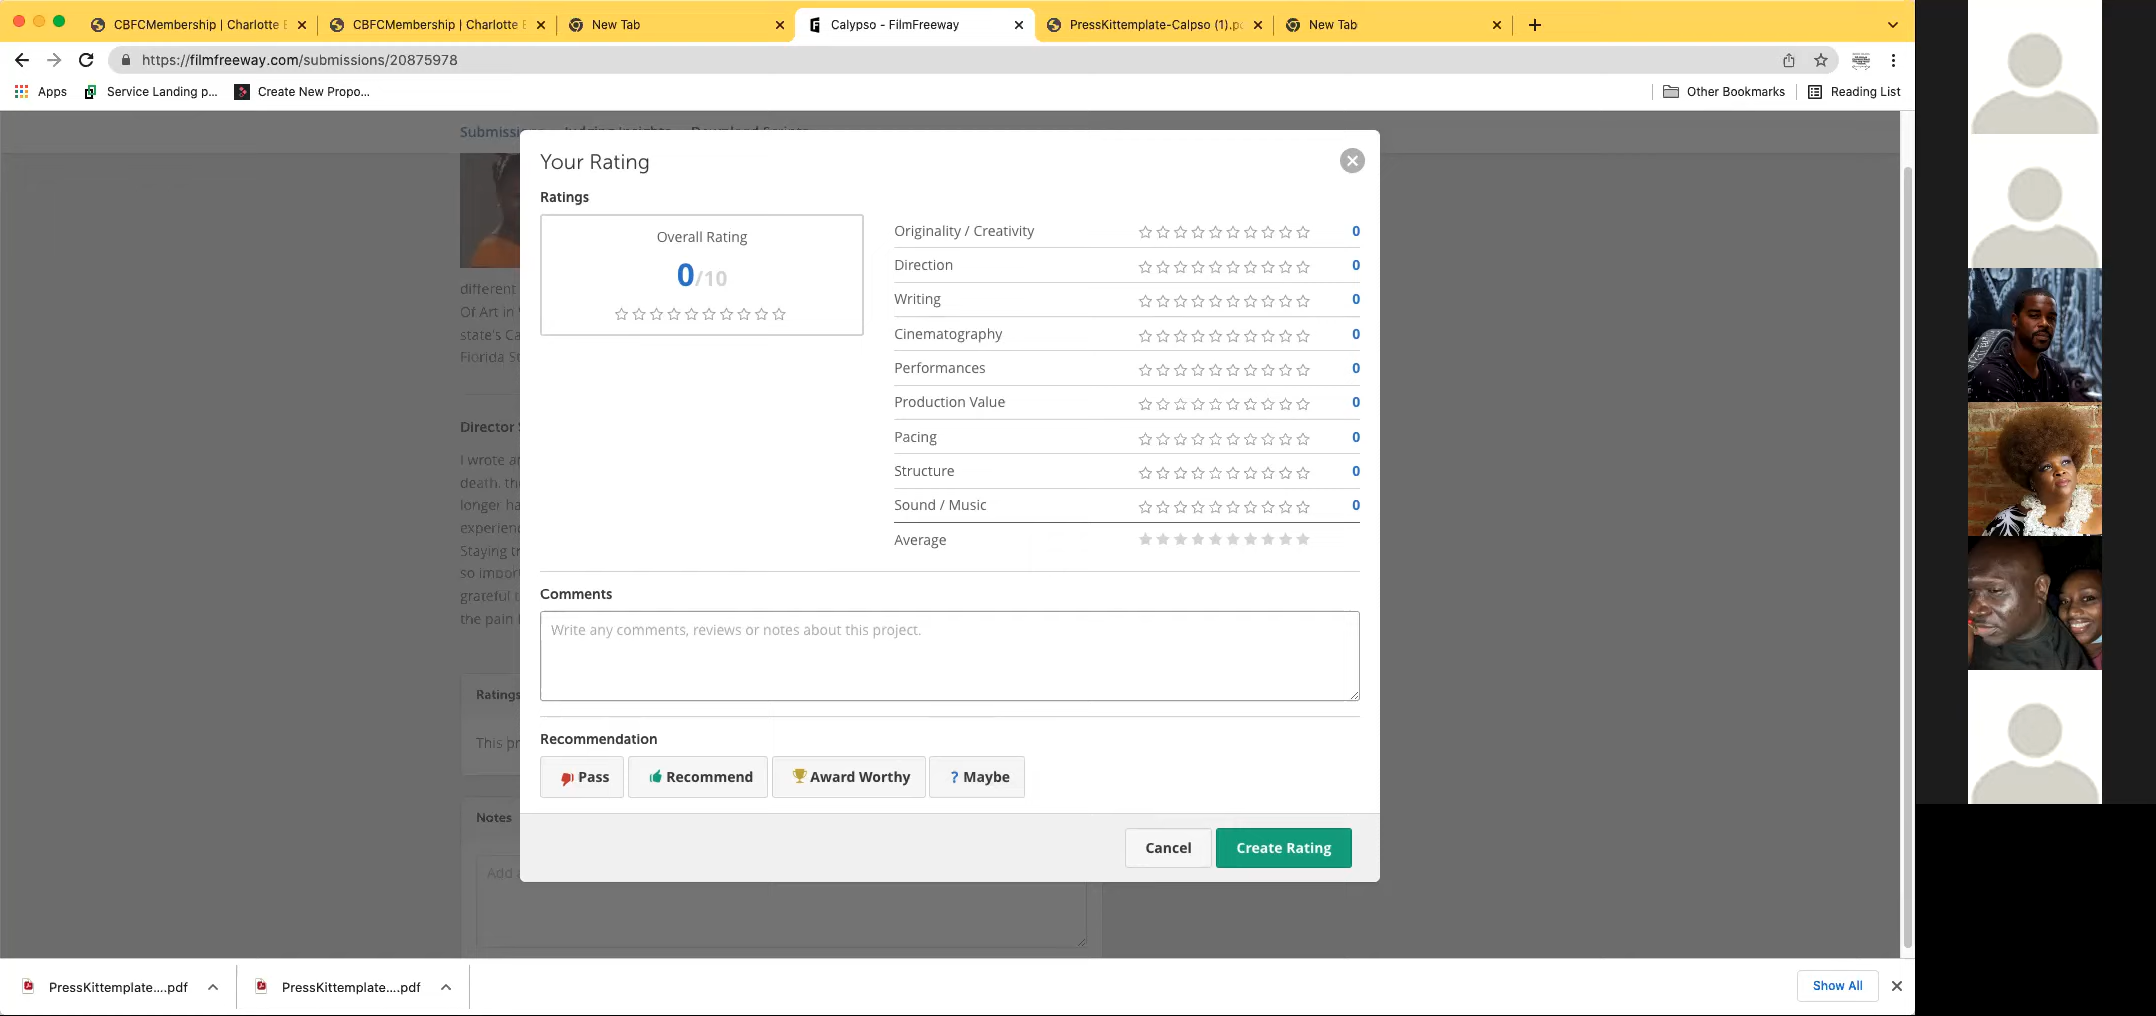 CBFCMembership | Charlotte
CBFCMembership | Charlotte
New Tab
Calypso - FilmFreeway
PressKittemplate-Calpso (1).p
New Tab
https://filmfreeway.com/submissions/20875978
Apps
Service Landing p...
Create New Propo...
Other Bookmarks
Reading List
Submiss
Your Rating
Ratings
Overall Rating
0/10
Originality / Creativity 0
Direction 0
Writing 0
Cinematography 0
Performances 0
Production Value 0
Pacing 0
Structure 0
Sound / Music 0
Average
different
Of Art in
state's Ca
Florida St
Director
I wrote a
death, th
longer ha
experien
Staying t
so impor
grateful
the pain
Comments
Write any comments, reviews or notes about this project.
Ratings
This pr
Recommendation
Pass
Recommend
? Maybe
Award Worthy
Notes
Cancel
Create Rating
Add
PressKittemplate....pdf
PressKittemplate....pdf
Show All